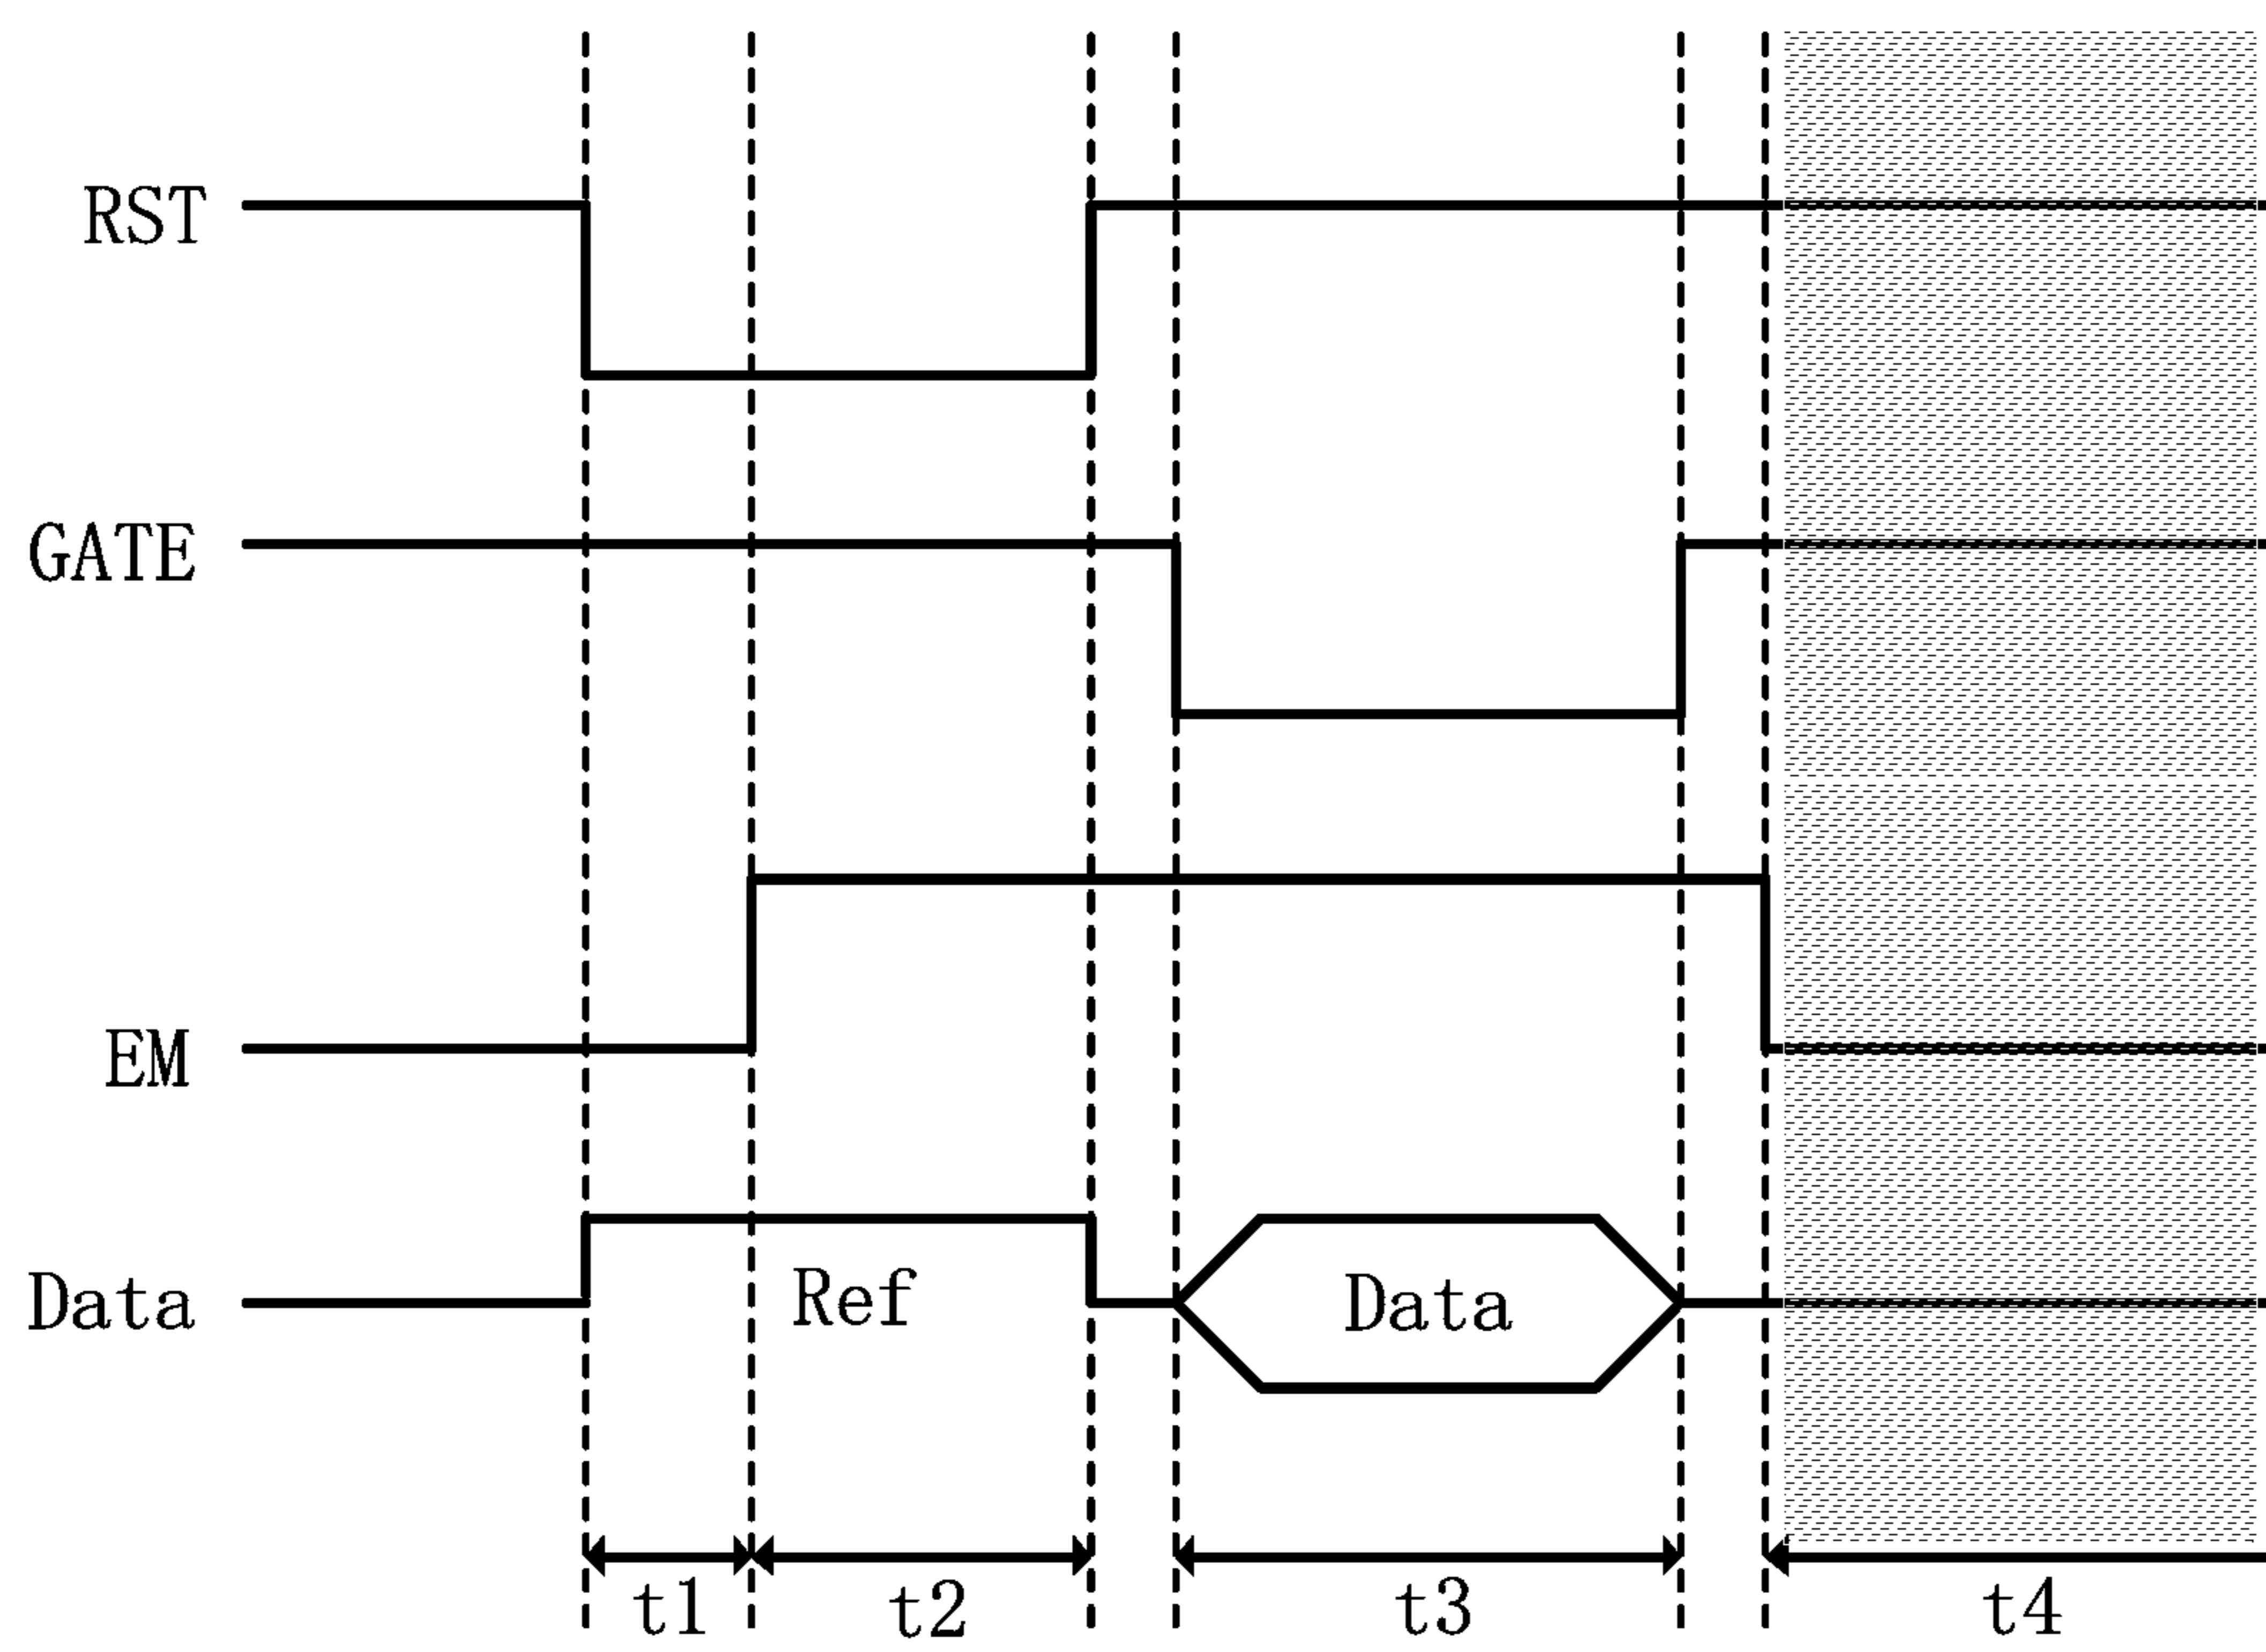 RST
GATE
EM
Data
Ref
Data
t1
t2
t3
t4